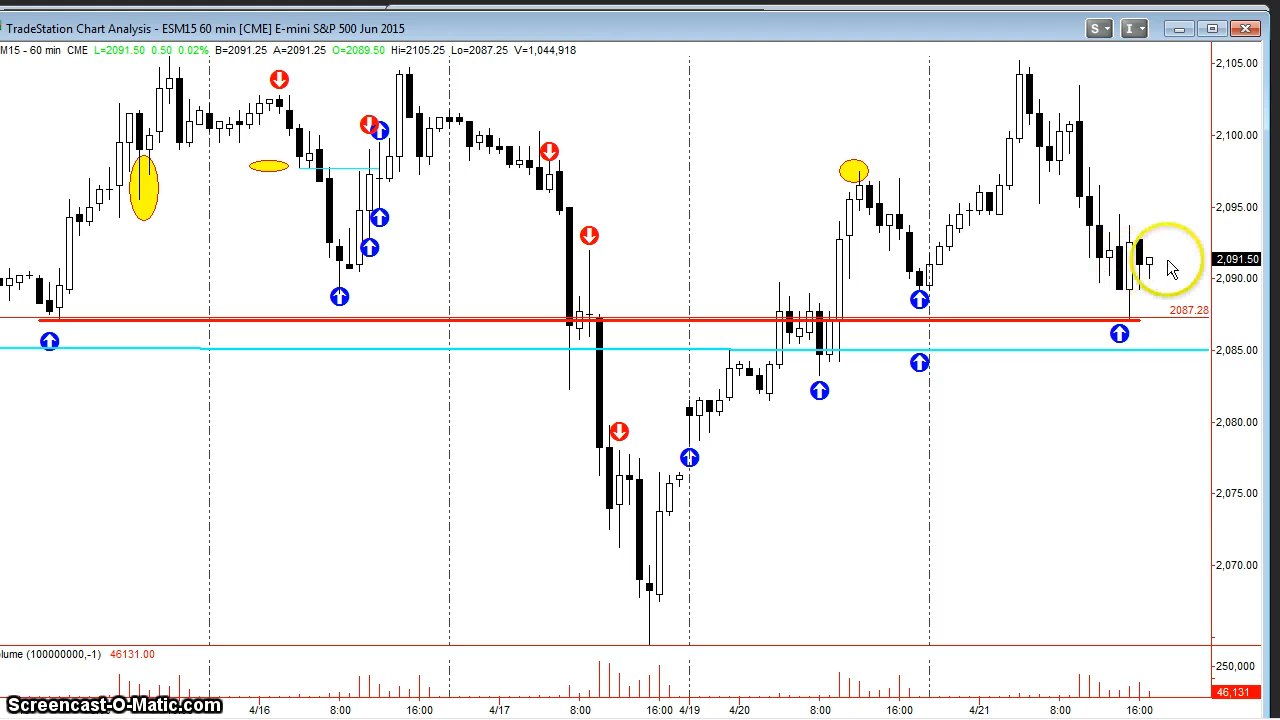 TradeStation Chart Analysis - ESM15 60 min [CME] E-mini S&P 500 Jun 2015
S I
M15 - 60 min CME L=2091.50 0.50 0.02% B=2091.25 A=2091.25 O=2089.50 Hi=2105.25 Lo=2087.25 V=1,044,918
2,105.00
2,100.00
2,095.00
2,091.50
2,090.00
2087.28
2,085.00
2,080.00
2,075.00
2,070.00
olume (100000000,-1) 46131.00
250,000
46,131
4/16 8:00 16:00 4/17 8:00 16:00 4/19 4/20 8:00 16:00 4/21 8:00 16:00
Screencast-O-Matic.com